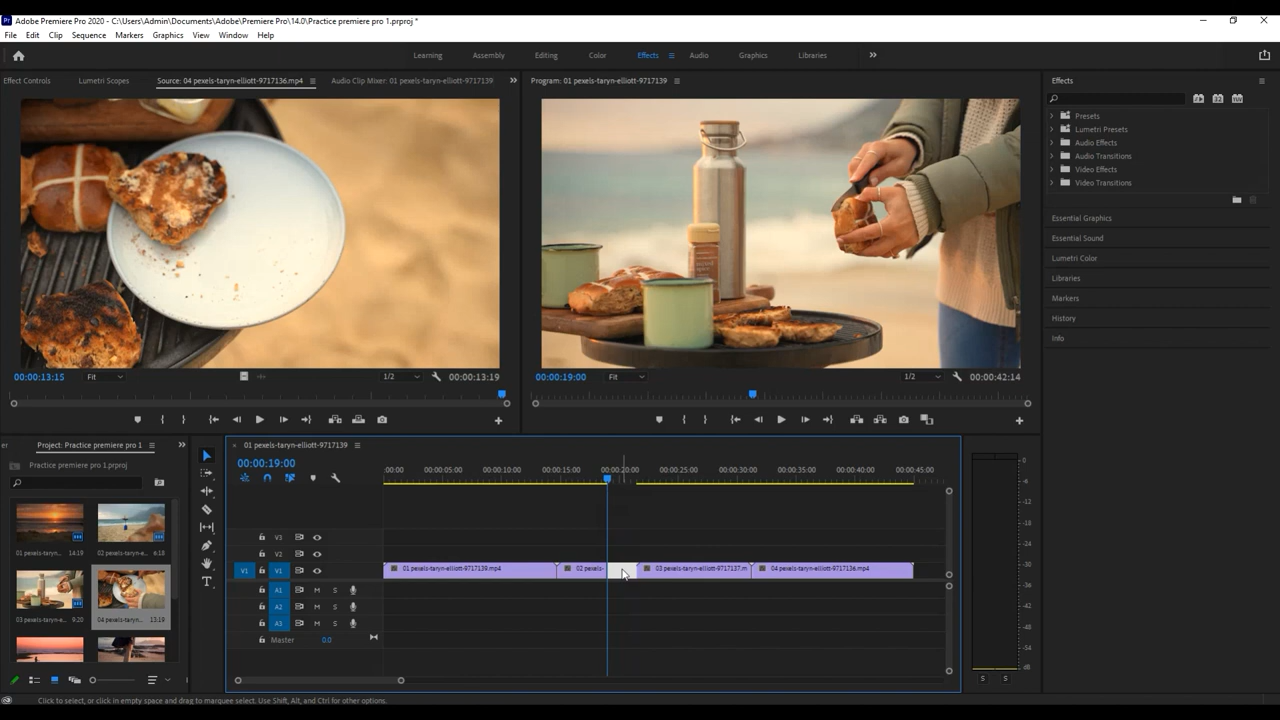 Adobe Premiere Pro 2020 - C:\Users\Admin\Documents\Adobe\Premiere Pro\14.0\Practice premiere pro 1.prproj *
File Edit Clip Sequence Markers Graphics View Window Help
Learning Assembly Editing Color Effects Audio Graphics Libraries
Effect Controls Lumetri Scopes Source: 04 pexels-taryn-elliott-9717136.mp4 Audio Clip Mixer: 01 pexels-taryn-elliott-9717139
Program: 01 pexels-taryn-elliott-9717139
Effects
Presets
Lumetri Presets
Audio Effects
Audio Transitions
Video Effects
Video Transitions
Essential Graphics
Essential Sound
Lumetri Color
Libraries
Markers
History
Info
00:00:13:15 Fit 1/2 00:00:13:19
00:00:19:00 Fit 1/2 00:00:42:14
Project: Practice premiere pro 1
Practice premiere pro 1.prproj
01 pexels-taryn... 14:19 02 pexels-taryn-e... 6:18
03 pexels-taryn-e... 9:20 04 pexels-taryn-e... 13:19
01 pexels-taryn-elliott-9717139
00:00:19:00
:00:00 00:00:05:00 00:00:10:00 00:00:15:00 00:00:20:00 00:00:25:00 00:00:30:00 00:00:35:00 00:00:40:00 00:00:45:00
V3
V2
V1 V1 01 pexels-taryn-elliott-9717139.mp4 02 pexels- 03 pexels-taryn-elliott-9717137.m 04 pexels-taryn-elliott-9717136.mp4
A1 M S
A2 M S
A3 M S
Master 0.0
0
-6
-12
-18
-24
-30
-36
-42
-48
-54
dB
S S
Click to select, or click in empty space and drag to marquee select. Use Shift, Alt, and Ctrl for other options.